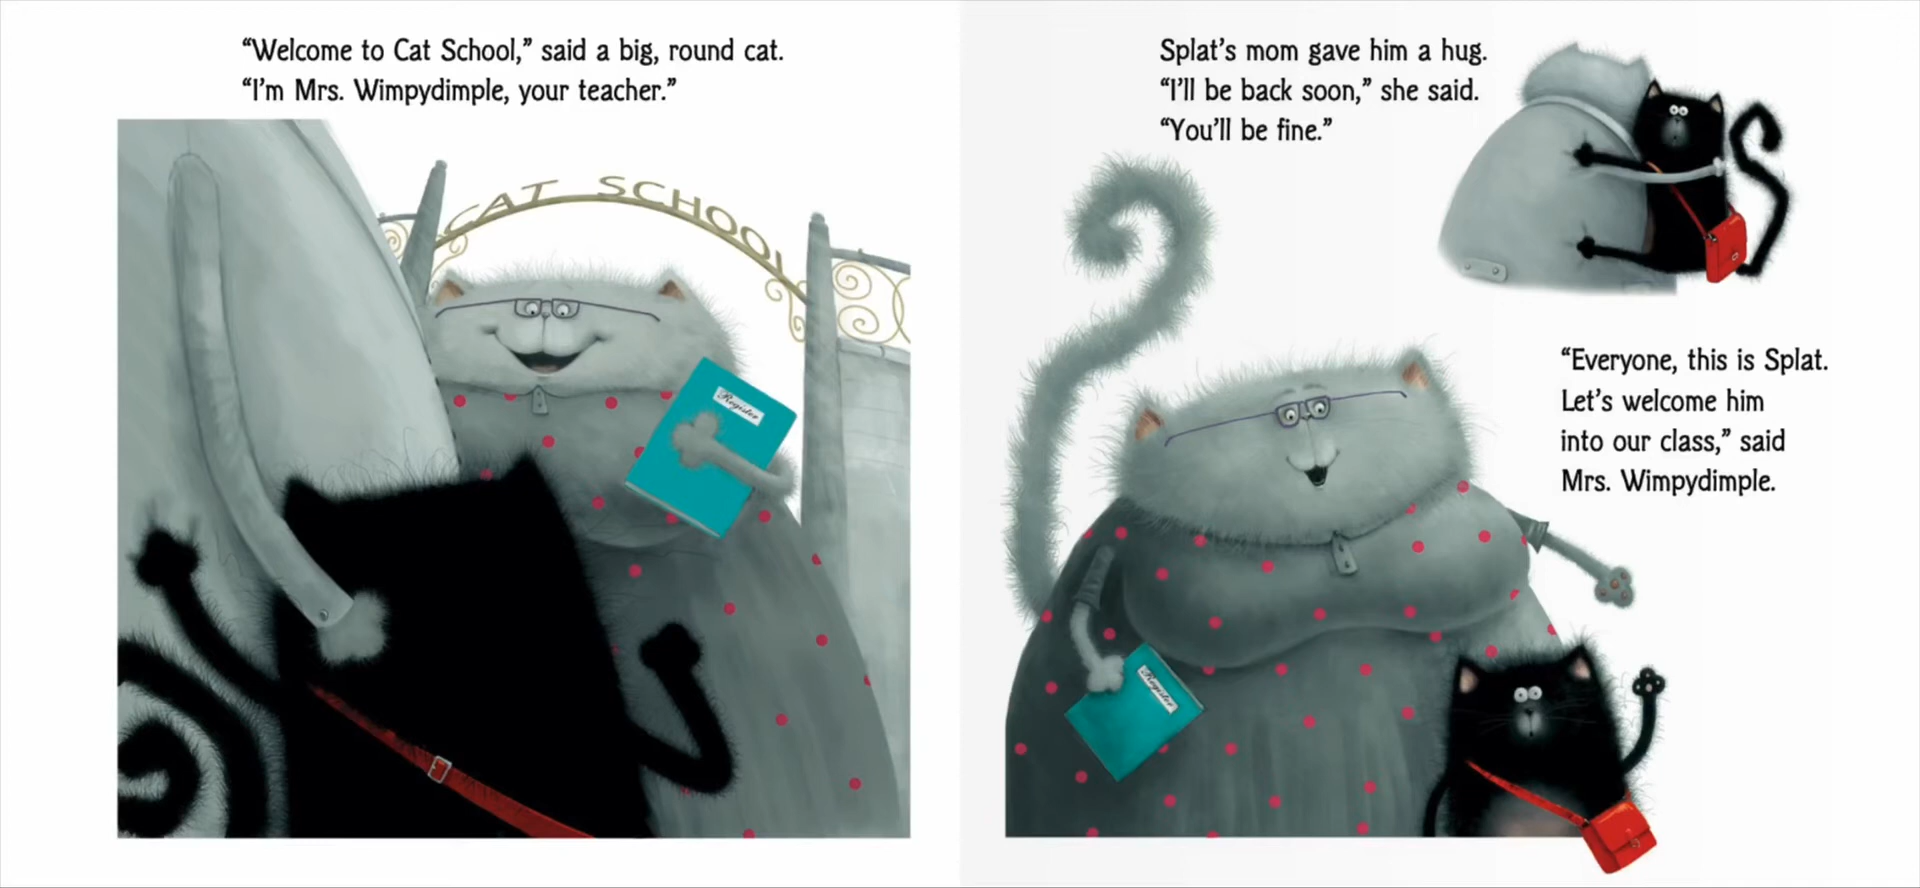 “Welcome to Cat School,” said a big, round cat.
“I’m Mrs. Wimpydimple, your teacher.”
CAT SCHOOL
Register
Splat’s mom gave him a hug.
“I’ll be back soon,” she said.
“You’ll be fine.”
“Everyone, this is Splat.
Let’s welcome him
into our class,” said
Mrs. Wimpydimple.
Register